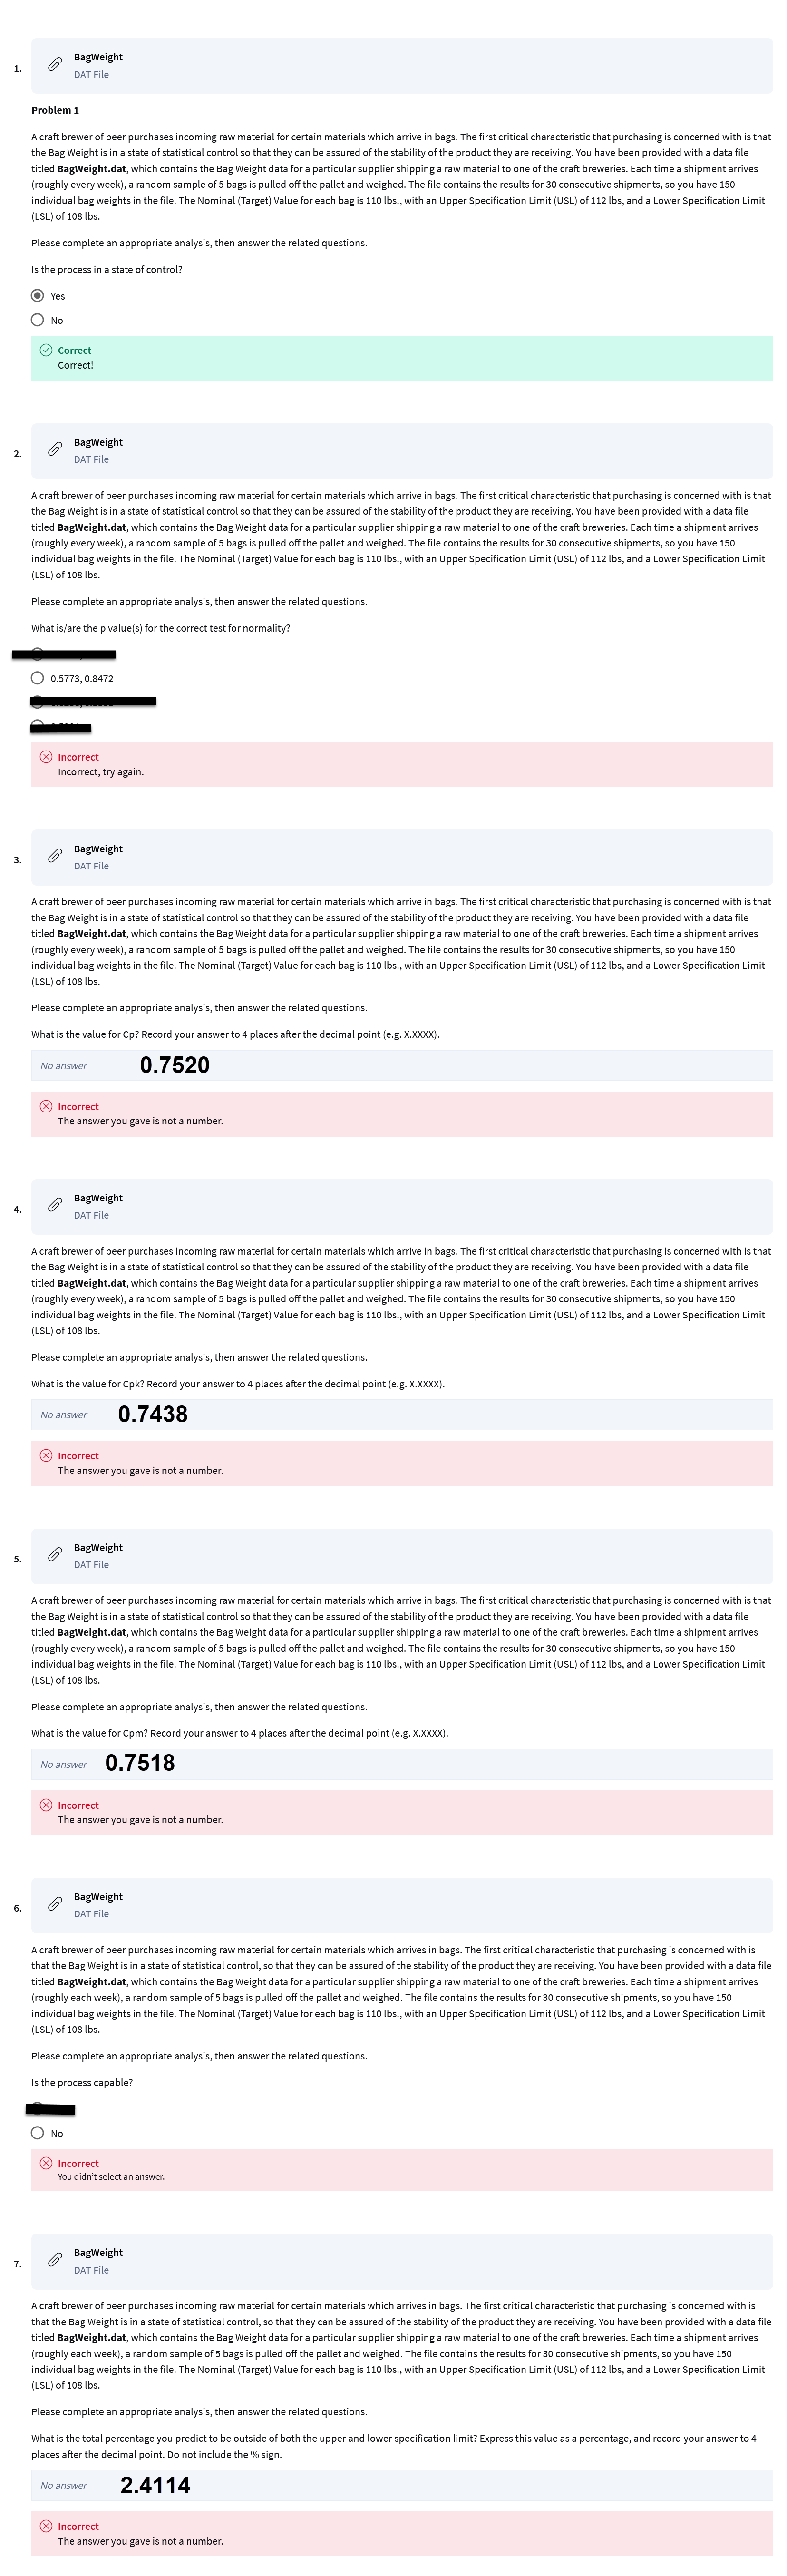 1.
BagWeight
DAT File
Problem 1
A craft brewer of beer purchases incoming raw material for certain materials which arrive in bags. The first critical characteristic that purchasing is concerned with is that
the Bag Weight is in a state of statistical control so that they can be assured of the stability of the product they are receiving. You have been provided with a data file
titled BagWeight.dat, which contains the Bag Weight data for a particular supplier shipping a raw material to one of the craft breweries. Each time a shipment arrives
(roughly every week), a random sample of 5 bags is pulled off the pallet and weighed. The file contains the results for 30 consecutive shipments, so you have 150
individual bag weights in the file. The Nominal (Target) Value for each bag is 110 lbs., with an Upper Specification Limit (USL) of 112 lbs, and a Lower Specification Limit
(LSL) of 108 lbs.
Please complete an appropriate analysis, then answer the related questions.
Is the process in a state of control?
Yes
No
Correct
Correct!
2.
BagWeight
DAT File
A craft brewer of beer purchases incoming raw material for certain materials which arrive in bags. The first critical characteristic that purchasing is concerned with is that
the Bag Weight is in a state of statistical control so that they can be assured of the stability of the product they are receiving. You have been provided with a data file
titled BagWeight.dat, which contains the Bag Weight data for a particular supplier shipping a raw material to one of the craft breweries. Each time a shipment arrives
(roughly every week), a random sample of 5 bags is pulled off the pallet and weighed. The file contains the results for 30 consecutive shipments, so you have 150
individual bag weights in the file. The Nominal (Target) Value for each bag is 110 lbs., with an Upper Specification Limit (USL) of 112 lbs, and a Lower Specification Limit
(LSL) of 108 lbs.
Please complete an appropriate analysis, then answer the related questions.
What is/are the p value(s) for the correct test for normality?
0.5773, 0.8472
Incorrect
Incorrect, try again.
3.
BagWeight
DAT File
A craft brewer of beer purchases incoming raw material for certain materials which arrive in bags. The first critical characteristic that purchasing is concerned with is that
the Bag Weight is in a state of statistical control so that they can be assured of the stability of the product they are receiving. You have been provided with a data file
titled BagWeight.dat, which contains the Bag Weight data for a particular supplier shipping a raw material to one of the craft breweries. Each time a shipment arrives
(roughly every week), a random sample of 5 bags is pulled off the pallet and weighed. The file contains the results for 30 consecutive shipments, so you have 150
individual bag weights in the file. The Nominal (Target) Value for each bag is 110 lbs., with an Upper Specification Limit (USL) of 112 lbs, and a Lower Specification Limit
(LSL) of 108 lbs.
Please complete an appropriate analysis, then answer the related questions.
What is the value for Cp? Record your answer to 4 places after the decimal point (e.g. X.XXXX).
No answer 0.7520
Incorrect
The answer you gave is not a number.
4.
BagWeight
DAT File
A craft brewer of beer purchases incoming raw material for certain materials which arrive in bags. The first critical characteristic that purchasing is concerned with is that
the Bag Weight is in a state of statistical control so that they can be assured of the stability of the product they are receiving. You have been provided with a data file
titled BagWeight.dat, which contains the Bag Weight data for a particular supplier shipping a raw material to one of the craft breweries. Each time a shipment arrives
(roughly every week), a random sample of 5 bags is pulled off the pallet and weighed. The file contains the results for 30 consecutive shipments, so you have 150
individual bag weights in the file. The Nominal (Target) Value for each bag is 110 lbs., with an Upper Specification Limit (USL) of 112 lbs, and a Lower Specification Limit
(LSL) of 108 lbs.
Please complete an appropriate analysis, then answer the related questions.
What is the value for Cpk? Record your answer to 4 places after the decimal point (e.g. X.XXXX).
No answer 0.7438
Incorrect
The answer you gave is not a number.
5.
BagWeight
DAT File
A craft brewer of beer purchases incoming raw material for certain materials which arrive in bags. The first critical characteristic that purchasing is concerned with is that
the Bag Weight is in a state of statistical control so that they can be assured of the stability of the product they are receiving. You have been provided with a data file
titled BagWeight.dat, which contains the Bag Weight data for a particular supplier shipping a raw material to one of the craft breweries. Each time a shipment arrives
(roughly every week), a random sample of 5 bags is pulled off the pallet and weighed. The file contains the results for 30 consecutive shipments, so you have 150
individual bag weights in the file. The Nominal (Target) Value for each bag is 110 lbs., with an Upper Specification Limit (USL) of 112 lbs, and a Lower Specification Limit
(LSL) of 108 lbs.
Please complete an appropriate analysis, then answer the related questions.
What is the value for Cpm? Record your answer to 4 places after the decimal point (e.g. X.XXXX).
No answer 0.7518
Incorrect
The answer you gave is not a number.
6.
BagWeight
DAT File
A craft brewer of beer purchases incoming raw material for certain materials which arrives in bags. The first critical characteristic that purchasing is concerned with is
that the Bag Weight is in a state of statistical control, so that they can be assured of the stability of the product they are receiving. You have been provided with a data file
titled BagWeight.dat, which contains the Bag Weight data for a particular supplier shipping a raw material to one of the craft breweries. Each time a shipment arrives
(roughly each week), a random sample of 5 bags is pulled off the pallet and weighed. The file contains the results for 30 consecutive shipments, so you have 150
individual bag weights in the file. The Nominal (Target) Value for each bag is 110 lbs., with an Upper Specification Limit (USL) of 112 lbs, and a Lower Specification Limit
(LSL) of 108 lbs.
Please complete an appropriate analysis, then answer the related questions.
Is the process capable?
No
Incorrect
You didn't select an answer.
7.
BagWeight
DAT File
A craft brewer of beer purchases incoming raw material for certain materials which arrives in bags. The first critical characteristic that purchasing is concerned with is
that the Bag Weight is in a state of statistical control, so that they can be assured of the stability of the product they are receiving. You have been provided with a data file
titled BagWeight.dat, which contains the Bag Weight data for a particular supplier shipping a raw material to one of the craft breweries. Each time a shipment arrives
(roughly each week), a random sample of 5 bags is pulled off the pallet and weighed. The file contains the results for 30 consecutive shipments, so you have 150
individual bag weights in the file. The Nominal (Target) Value for each bag is 110 lbs., with an Upper Specification Limit (USL) of 112 lbs, and a Lower Specification Limit
(LSL) of 108 lbs.
Please complete an appropriate analysis, then answer the related questions.
What is the total percentage you predict to be outside of both the upper and lower specification limit? Express this value as a percentage, and record your answer to 4
places after the decimal point. Do not include the % sign.
No answer 2.4114
Incorrect
The answer you gave is not a number.